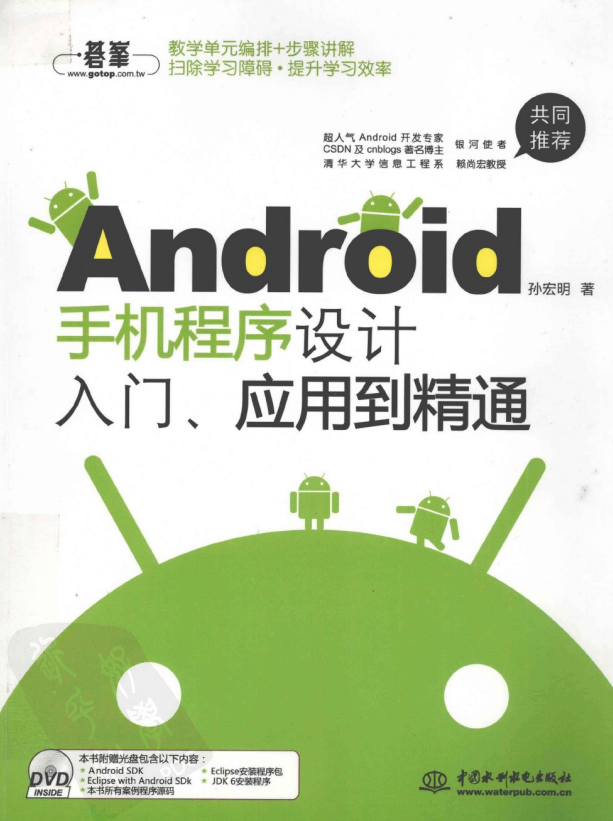 碁峯
www.gotop.com.tw
教学单元编排+步骤讲解
扫除学习障碍·提升学习效率
共同
推荐
超人气 Android 开发专家
CSDN 及 cnblogs 著名博主
银河使者
清华大学信息工程系 赖尚宏教授
Android
孙宏明 著
手机程序设计
入门、应用到精通
DVD
INSIDE
本书附赠光盘包含以下内容：
★Android SDK
★Eclipse安装程序包
★Eclipse with Android SDk
★JDK 6安装程序
★本书所有案例程序源码
中国水利水电出版社
www.waterpub.com.cn